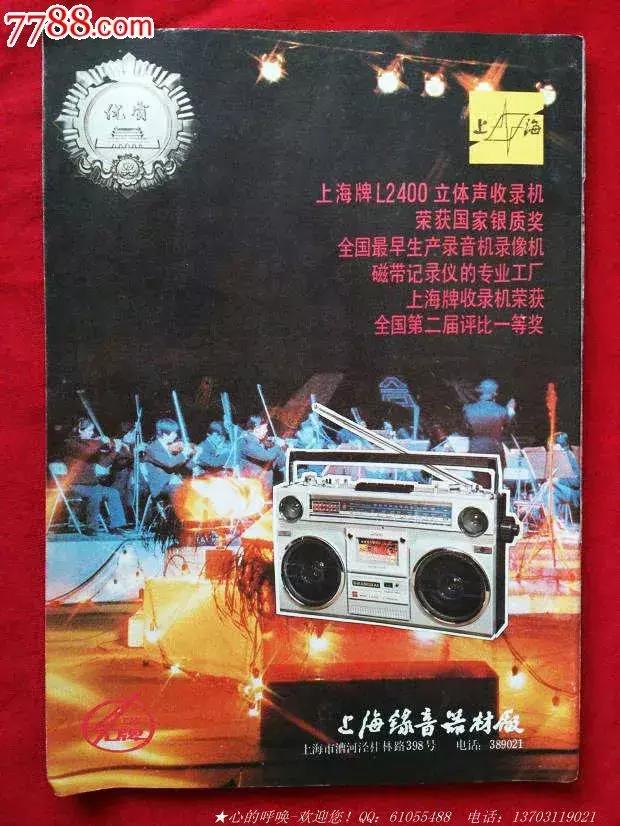 7788.com
优质
上海
上海牌L2400立体声收录机
荣获国家银质奖
全国最早生产录音机录像机
磁带记录仪的专业工厂
上海牌收录机荣获
全国第二届评比一等奖
SHANGHAI
上海録音器材厰
上海市漕河泾桂林路398号 电话:389021
★心的呼唤-欢迎您!QQ:61055488 电话:13703119021